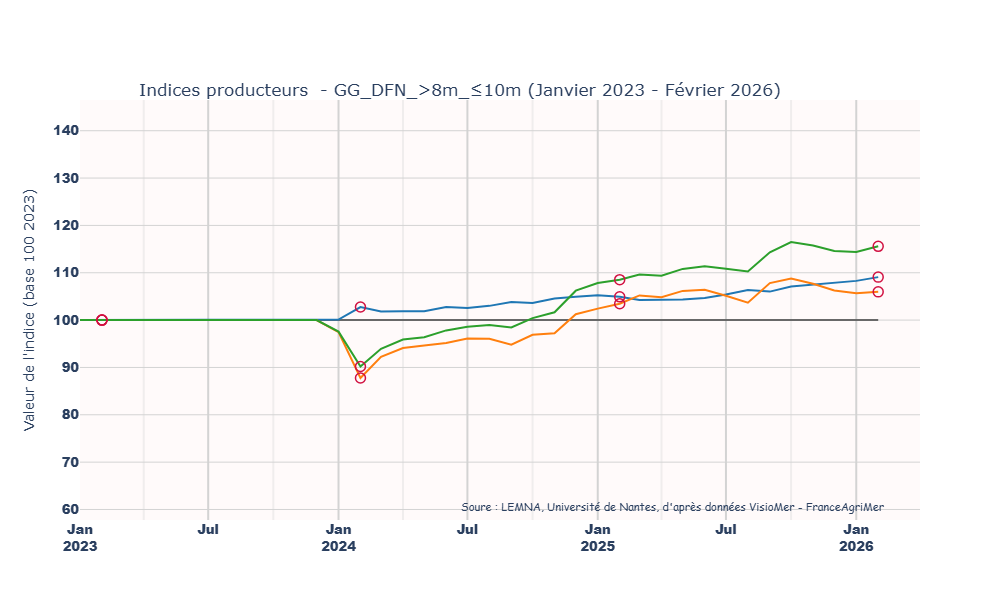 Indices producteurs  - GG_DFN_>8m_≤10m (Janvier 2023 - Février 2026)
Valeur de l'indice (base 100 2023)
140
130
120
110
100
90
80
70
60
Soure : LEMNA, Université de Nantes, d'après données VisioMer - FranceAgriMer
Jan Jul Jan Jul Jan Jul Jan
2023 2024 2025 2026